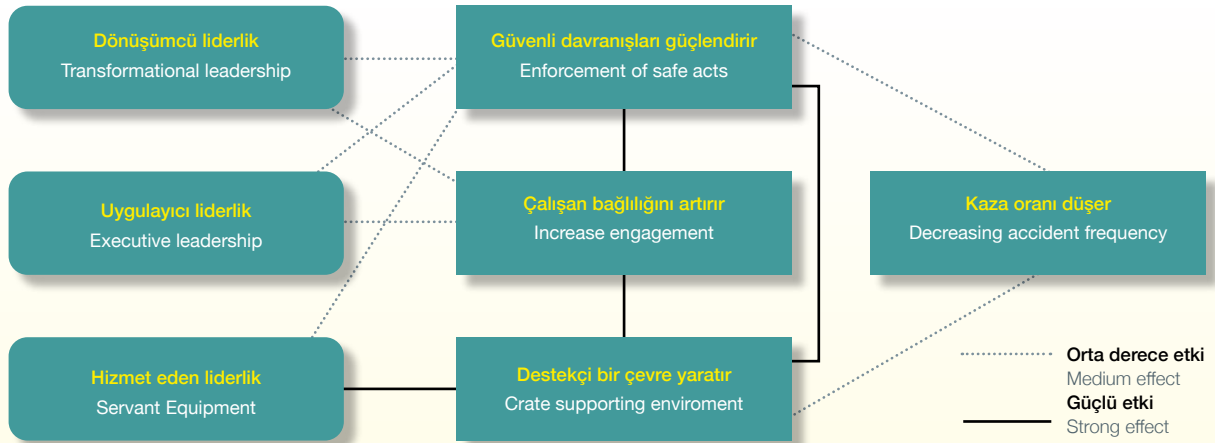 Dönüşümcü liderlik
Transformational leadership
Güvenli davranışları güçlendirir
Enforcement of safe acts
Uygulayıcı liderlik
Executive leadership
Çalışan bağlılığını artırır
Increase engagement
Kaza oranı düşer
Decreasing accident frequency
Hizmet eden liderlik
Servant Equipment
Destekçi bir çevre yaratır
Crate supporting enviroment
Orta derece etki
Medium effect
Güçlü etki
Strong effect